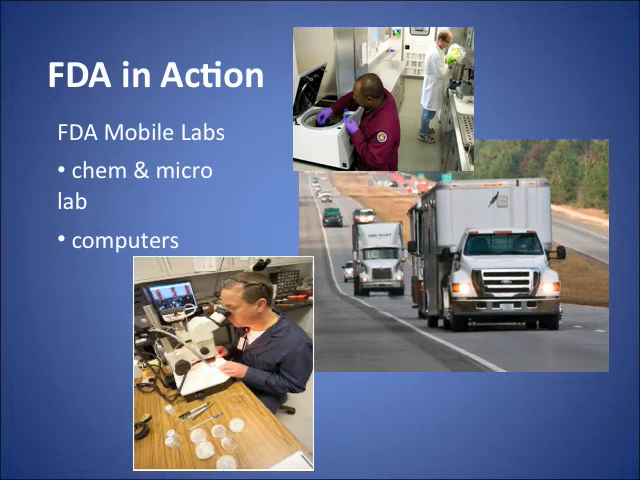 FDA in Action
FDA Mobile Labs
• chem & micro
lab
• computers